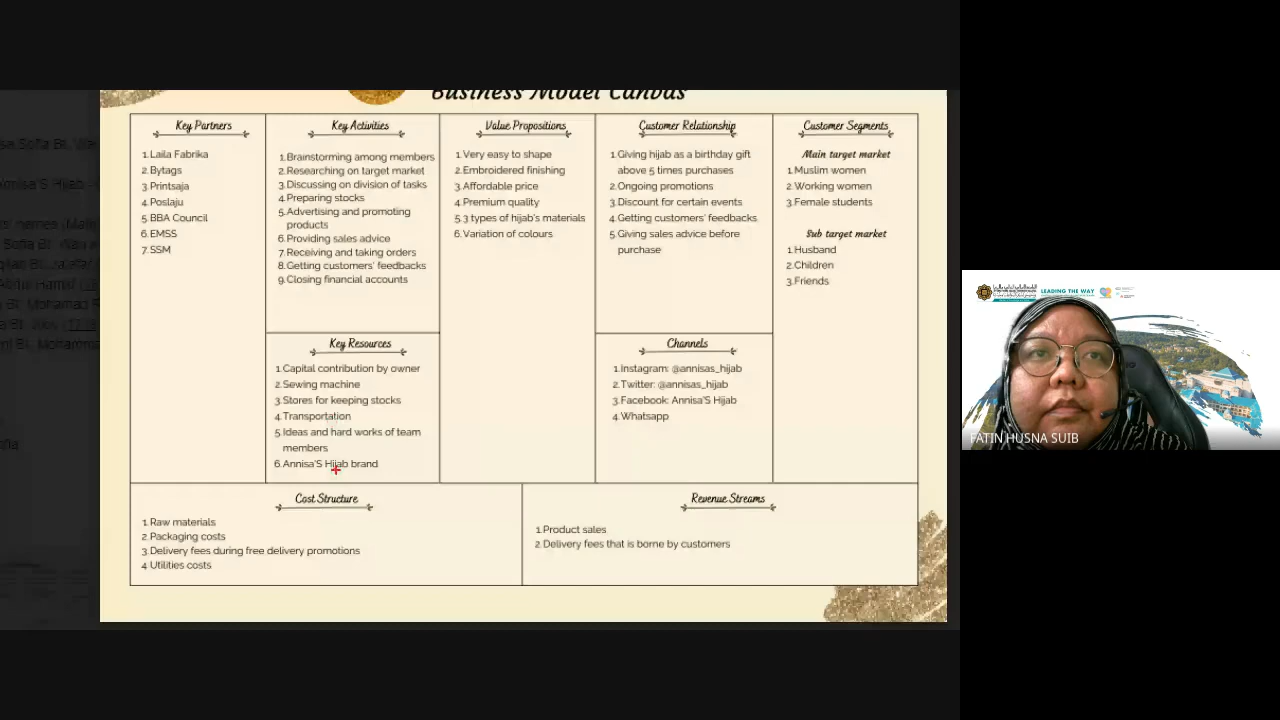 Business Model Canvas
Key Partners
1. Laila Fabrika
2. Bytags
3. Printsaja
4. Poslaju
5. BBA Council
6. EMSS
7. SSM
Key Activities
1. Brainstorming among members
2. Researching on target market
3. Discussing on division of tasks
4. Preparing stocks
5. Advertising and promoting
products
6. Providing sales advice
7. Receiving and taking orders
8. Getting customers' feedbacks
9. Closing financial accounts
Key Resources
1. Capital contribution by owner
2. Sewing machine
3. Stores for keeping stocks
4. Transportation
5. Ideas and hard works of team
members
6. Annisa'S Hijab brand
Value Propositions
1. Very easy to shape
2. Embroidered finishing
3. Affordable price
4. Premium quality
5. 3 types of hijab's materials
6. Variation of colours
Customer Relationship
1. Giving hijab as a birthday gift
above 5 times purchases
2. Ongoing promotions
3. Discount for certain events
4. Getting customers' feedbacks
5. Giving sales advice before
purchase
Channels
1. Instagram: @annisas_hijab
2. Twitter: @annisas_hijab
3. Facebook: Annisa'S Hijab
4. Whatsapp
Customer Segments
Main target market
1. Muslim women
2. Working women
3. Female students
Sub target market
1. Husband
2. Children
3. Friends
Cost Structure
1. Raw materials
2. Packaging costs
3. Delivery fees during free delivery promotions
4. Utilities costs
Revenue Streams
1. Product sales
2. Delivery fees that is borne by customers
LEADING THE WAY
FATIN HUSNA SUIB